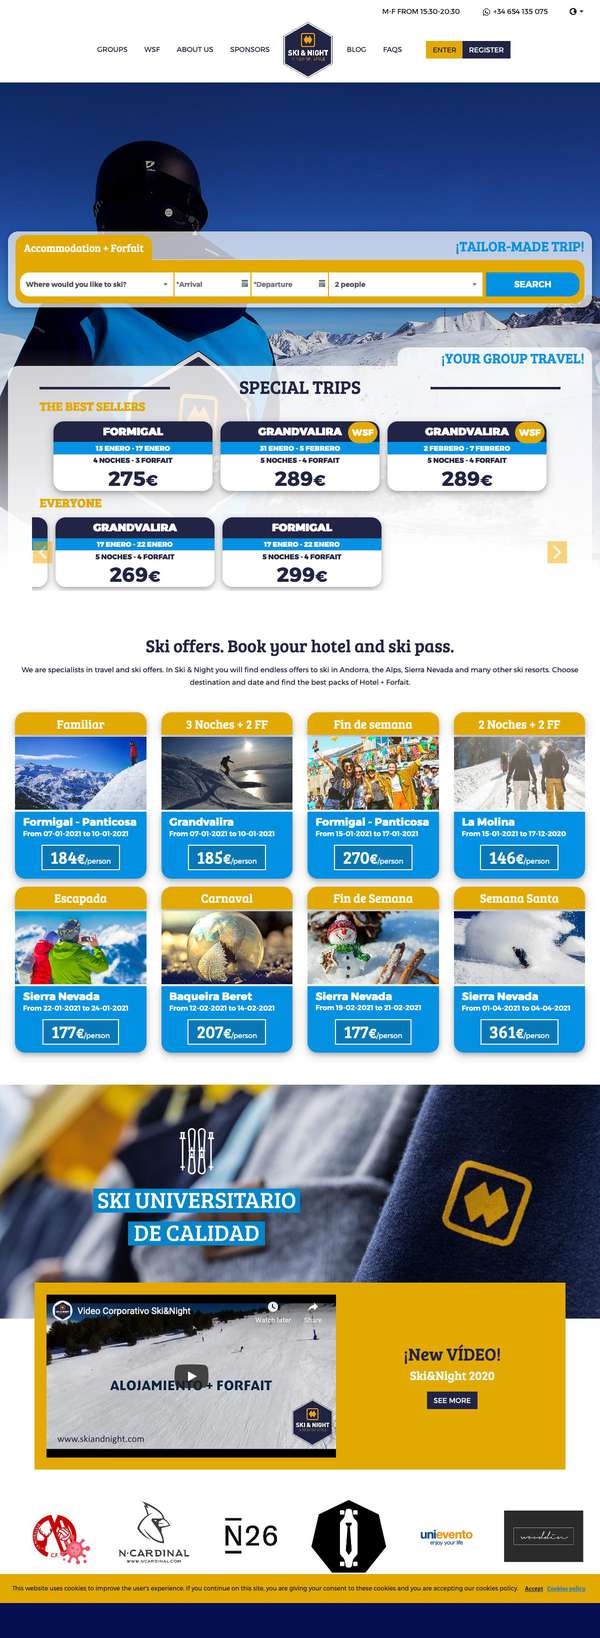 M-F FROM 15:30-20:30
+34 654 135 075
GROUPS
WSF
ABOUT US
SPONSORS
SKI & NIGHT
BLOG
FAQS
ENTER
REGISTER
Accommodation + Forfait
¡TAILOR-MADE TRIP!
Where would you like to ski?
*Arrival
*Departure
2 people
SEARCH
¡YOUR GROUP TRAVEL!
SPECIAL TRIPS
THE BEST SELLERS
FORMIGAL
13 ENERO - 17 ENERO
4 NOCHES - 3 FORFAIT
275€
GRANDVALIRA
WSF
31 ENERO - 5 FEBRERO
5 NOCHES - 4 FORFAIT
289€
GRANDVALIRA
WSF
2 FEBRERO - 7 FEBRERO
5 NOCHES - 4 FORFAIT
289€
EVERYONE
GRANDVALIRA
17 ENERO - 22 ENERO
5 NOCHES - 4 FORFAIT
269€
FORMIGAL
17 ENERO - 22 ENERO
5 NOCHES - 4 FORFAIT
299€
Ski offers. Book your hotel and ski pass.
We are specialists in travel and ski offers. In Ski & Night you will find endless offers to ski in Andorra, the Alps, Sierra Nevada and many other ski resorts. Choose
destination and date and find the best packs of Hotel + Forfait.
Familiar
Formigal - Panticosa
From 07-01-2021 to 10-01-2021
184€/person
3 Noches + 2 FF
Grandvalira
From 07-01-2021 to 10-01-2021
185€/person
Fin de semana
Formigal - Panticosa
From 15-01-2021 to 17-01-2021
270€/person
2 Noches + 2 FF
La Molina
From 15-01-2021 to 17-12-2020
146€/person
Escapada
Sierra Nevada
From 22-01-2021 to 24-01-2021
177€/person
Carnaval
Baqueira Beret
From 12-02-2021 to 14-02-2021
207€/person
Fin de Semana
Sierra Nevada
From 19-02-2021 to 21-02-2021
177€/person
Semana Santa
Sierra Nevada
From 01-04-2021 to 04-04-2021
361€/person
SKI UNIVERSITARIO
DE CALIDAD
Video Corporativo Ski&Night
Watch later
Share
ALOJAMIENTO + FORFAIT
SKI & NIGHT
www.skiandnight.com
¡New VÍDEO!
Ski&Night 2020
SEE MORE
N·CARDINAL
WWW.NCARDINAL.COM
N26
unievento
enjoy your life
wooddin
This website uses cookies to improve the user's experience. If you continue on this site, you are giving your consent to these cookies and you are accepting our cookies policy.
Accept
Cookies policy